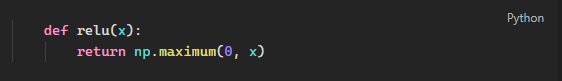 Python
def relu(x):
    return np.maximum(0, x)